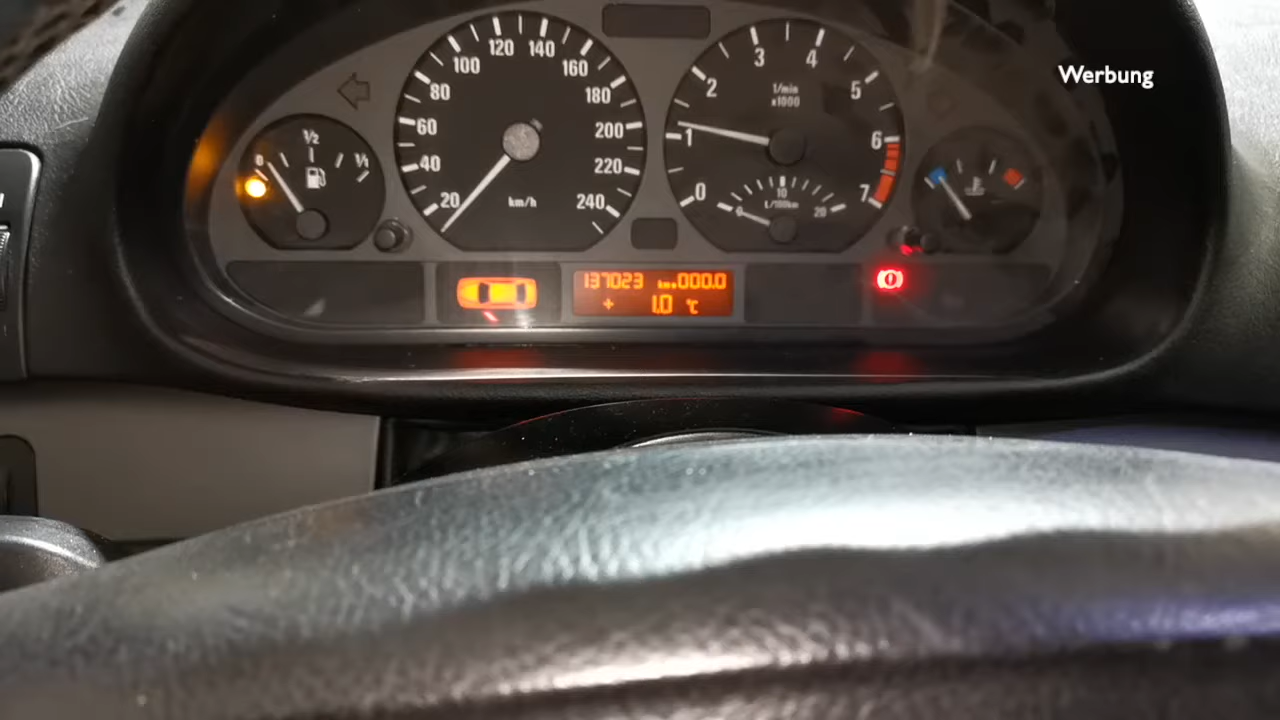 Werbung
20 40 60 80 100 120 140 160 180 200 220 240
km/h
0 1 2 3 4 5 6 7
1/min
x1000
10
20
L/100km
0 1/2 1/1
137023 km 000.0
+ 1.0 °C